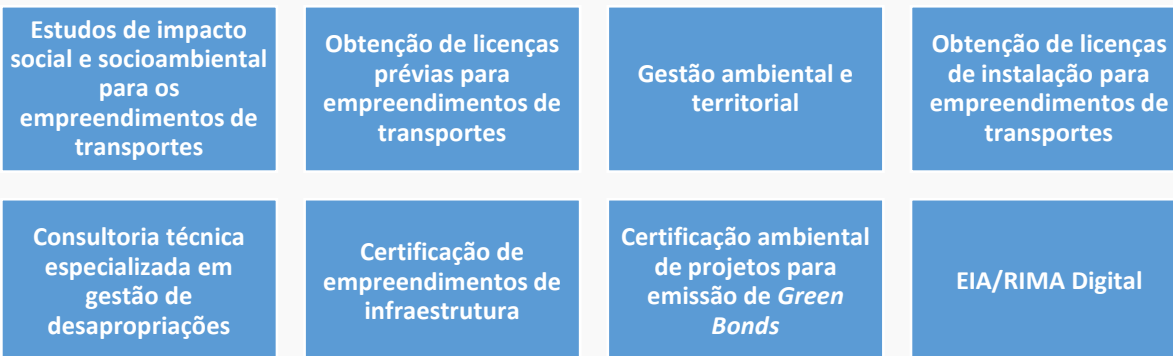 Estudos de impacto
social e socioambiental
para os
empreendimentos de
transportes
Obtenção de licenças
prévias para
empreendimentos de
transportes
Gestão ambiental e
territorial
Obtenção de licenças
de instalação para
empreendimentos de
transportes
Consultoria técnica
especializada em
gestão de
desapropriações
Certificação de
empreendimentos de
infraestrutura
Certificação ambiental
de projetos para
emissão de Green
Bonds
EIA/RIMA Digital